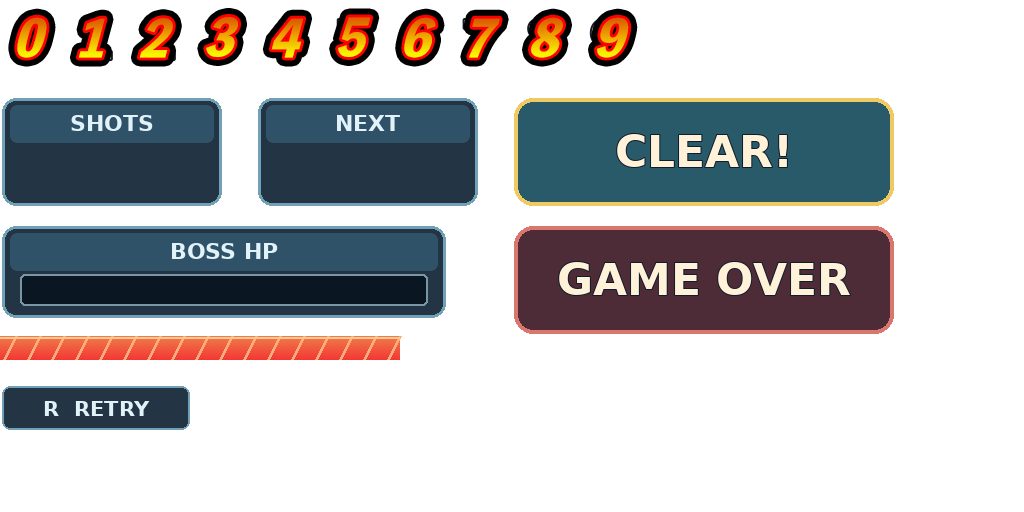 0 1 2 3 4 5 6 7 8 9
SHOTS
NEXT
CLEAR!
BOSS HP
GAME OVER
R RETRY